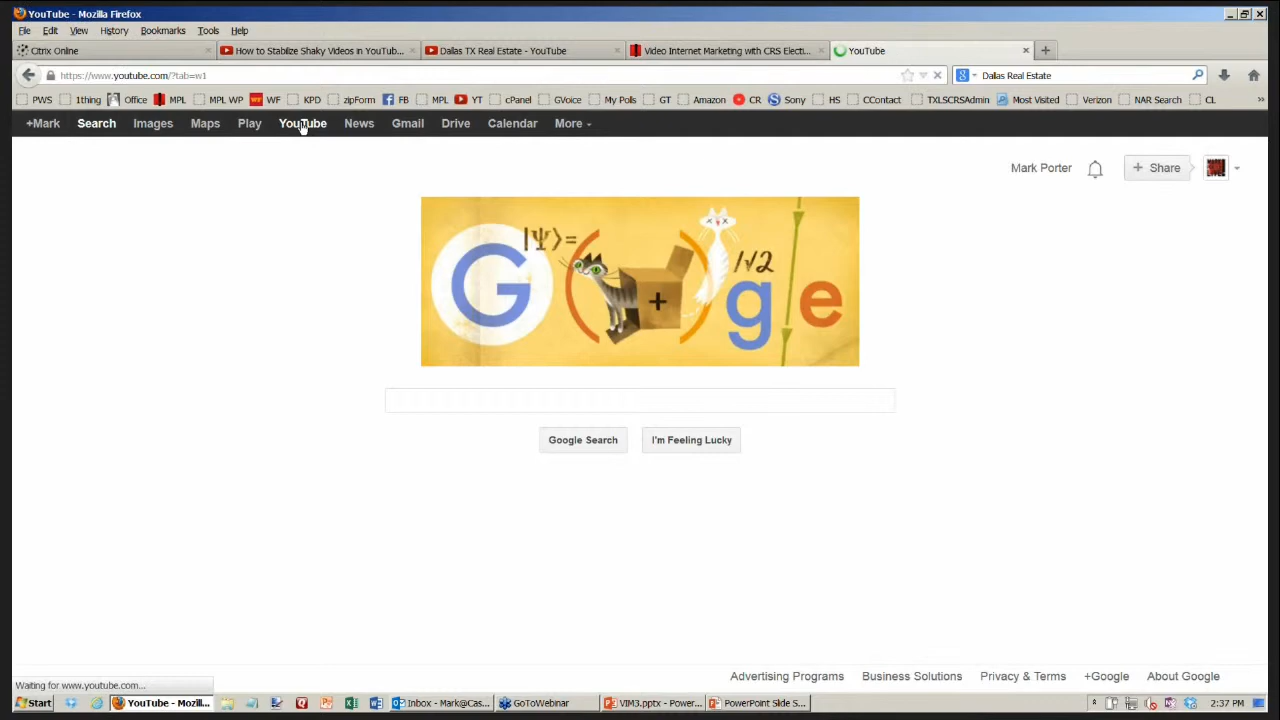 YouTube - Mozilla Firefox
File Edit View History Bookmarks Tools Help
Citrix Online
How to Stabilize Shaky Videos in YouTub...
Dallas TX Real Estate - YouTube
Video Internet Marketing with CRS Electi...
YouTube
https://www.youtube.com/?tab=w1
Dallas Real Estate
PWS 1thing Office MPL MPL WP WF KPD zipForm FB MPL YT cPanel GVoice My Polls GT Amazon CR Sony HS CContact TXLSCRSAdmin Most Visited Verizon NAR Search CL
+Mark Search Images Maps Play YouTube News Gmail Drive Calendar More
Mark Porter + Share
|Ψ⟩=
G ( + ) g e
/√2
Google Search I'm Feeling Lucky
Advertising Programs Business Solutions Privacy & Terms +Google About Google
Waiting for www.youtube.com...
Start YouTube - Mozill... Inbox - Mark@Cas... GoToWebinar VIM3.pptx - Power... PowerPoint Slide S... 2:37 PM